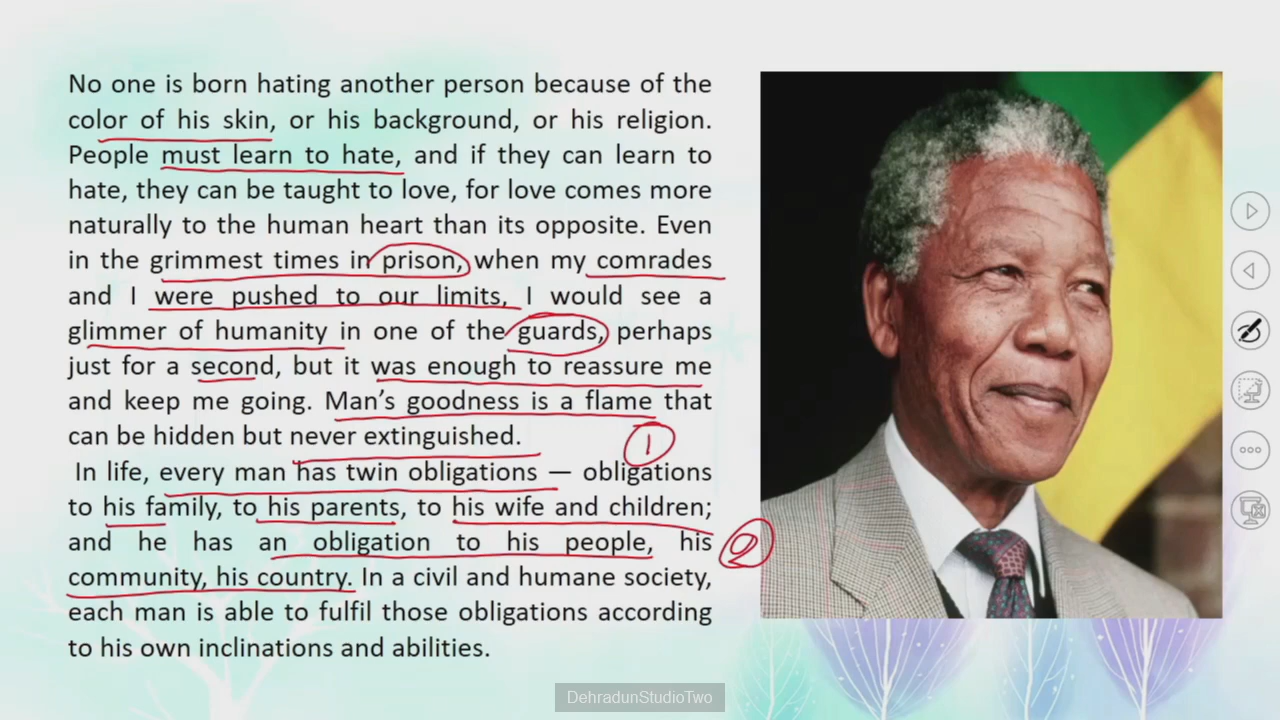 No one is born hating another person because of the
color of his skin, or his background, or his religion.
People must learn to hate, and if they can learn to
hate, they can be taught to love, for love comes more
naturally to the human heart than its opposite. Even
in the grimmest times in prison, when my comrades
and I were pushed to our limits, I would see a
glimmer of humanity in one of the guards, perhaps
just for a second, but it was enough to reassure me
and keep me going. Man's goodness is a flame that
can be hidden but never extinguished.
1
In life, every man has twin obligations — obligations
to his family, to his parents, to his wife and children;
and he has an obligation to his people, his
2
community, his country. In a civil and humane society,
each man is able to fulfil those obligations according
to his own inclinations and abilities.
DehradunStudioTwo